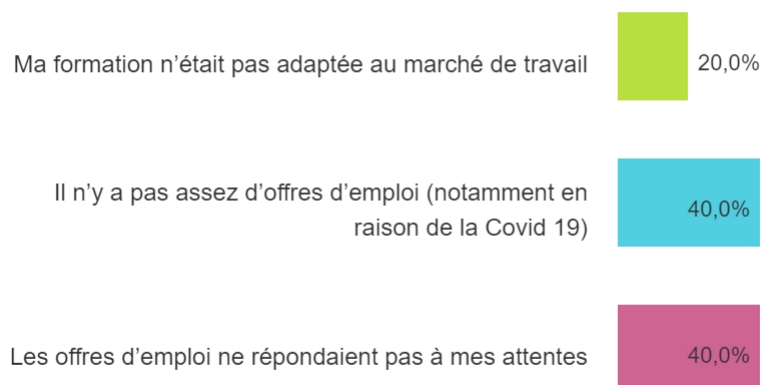 Ma formation n’était pas adaptée au marché de travail 20,0%
Il n’y a pas assez d’offres d’emploi (notamment en
raison de la Covid 19)
40,0%
Les offres d’emploi ne répondaient pas à mes attentes 40,0%